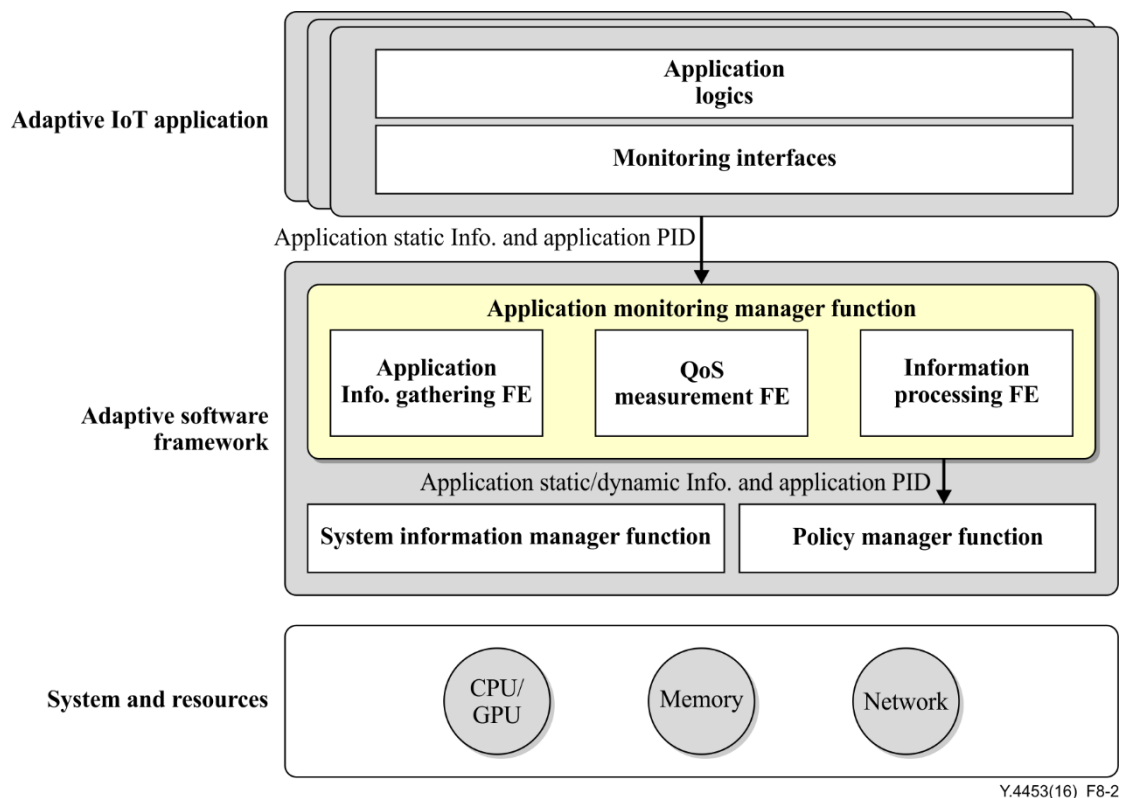 Application
logics
Adaptive IoT application
Monitoring interfaces
Application static Info. and application PID
Application monitoring manager function
Application
Info. gathering FE
QoS
measurement FE
Information
processing FE
Adaptive software
framework
Application static/dynamic Info. and application PID
System information manager function
Policy manager function
System and resources
CPU/
GPU
Memory
Network
Y.4453(16)_F8-2